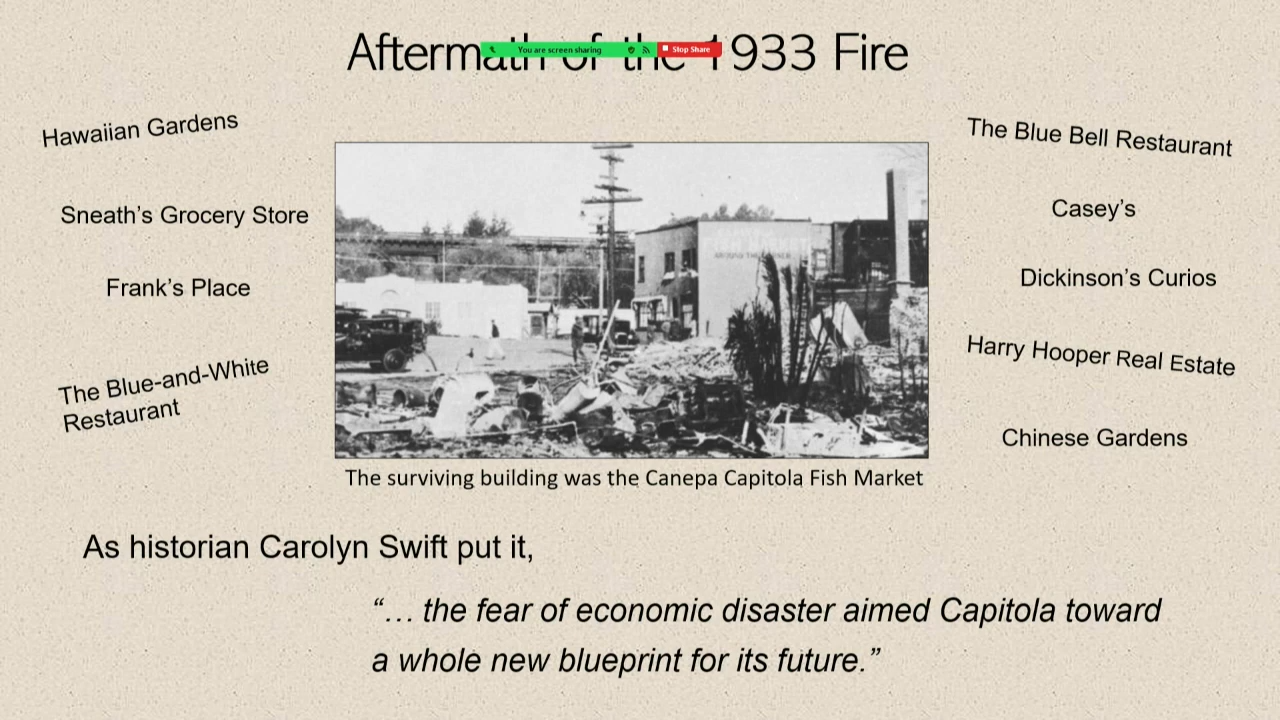 Aftermath of the 1933 Fire
You are screen sharing
Stop Share
Hawaiian Gardens
Sneath's Grocery Store
Frank's Place
The Blue-and-White
Restaurant
The Blue Bell Restaurant
Casey's
Dickinson's Curios
Harry Hooper Real Estate
Chinese Gardens
AROUND THE CORNER
The surviving building was the Canepa Capitola Fish Market
As historian Carolyn Swift put it,
“… the fear of economic disaster aimed Capitola toward
a whole new blueprint for its future.”